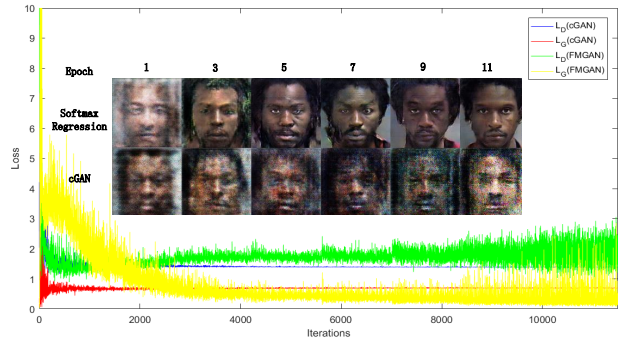 10
9
8
7
6
5
4
3
2
1
0
Loss
Epoch
1 3 5 7 9 11
Softmax
Regression
cGAN
L_D(cGAN)
L_G(cGAN)
L_D(FMGAN)
L_G(FMGAN)
0 2000 4000 6000 8000 10000
Iterations